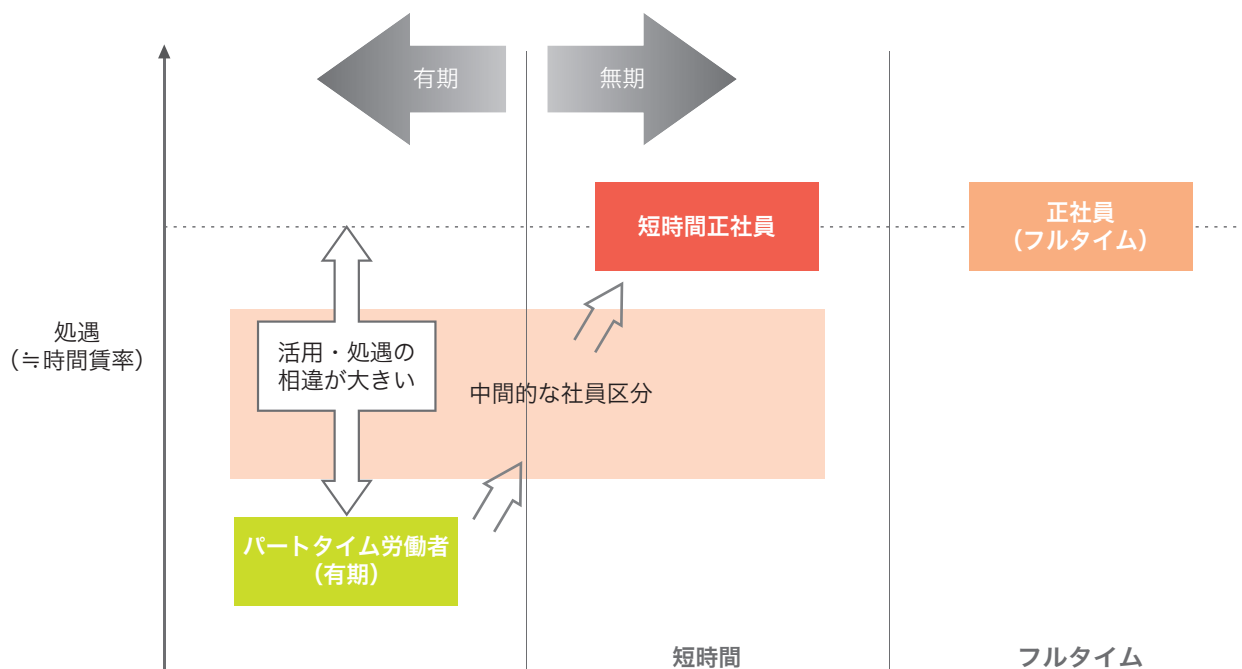 有期
無期
短時間正社員
正社員
（フルタイム）
処遇
（≒時間賃率）
活用・処遇の
相違が大きい
中間的な社員区分
パートタイム労働者
（有期）
短時間
フルタイム